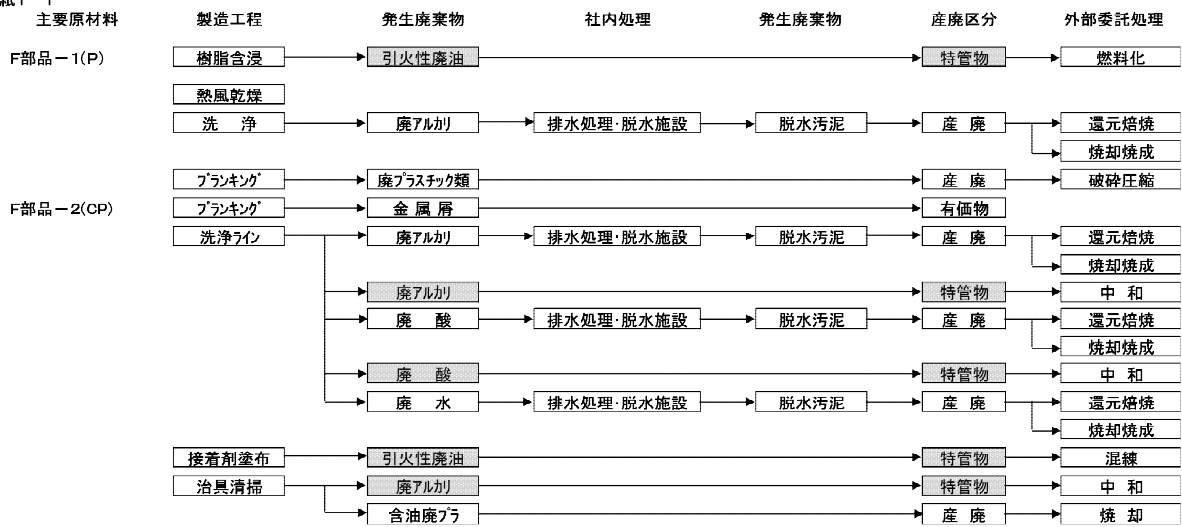 主要原材料 製造工程 発生廃棄物 社内処理 発生廃棄物 産廃区分 外部委託処理
F部品－1(P) 樹脂含浸 引火性廃油 特管物 燃料化
熱風乾燥
洗 浄 廃アルカリ 排水処理・脱水施設 脱水汚泥 産 廃 還元焙焼
焼却焼成
ブランキング 廃プラスチック類 産 廃 破砕圧縮
F部品－2(CP) ブランキング 金 属 屑 有価物
洗浄ライン 廃アルカリ 排水処理・脱水施設 脱水汚泥 産 廃 還元焙焼
焼却焼成
廃アルカリ 特管物 中 和
廃 酸 排水処理・脱水施設 脱水汚泥 産 廃 還元焙焼
焼却焼成
廃 酸 特管物 中 和
廃 水 排水処理・脱水施設 脱水汚泥 産 廃 還元焙焼
焼却焼成
接着剤塗布 引火性廃油 特管物 混練
治具清掃 廃アルカリ 特管物 中 和
含油廃プラ 産 廃 焼 却